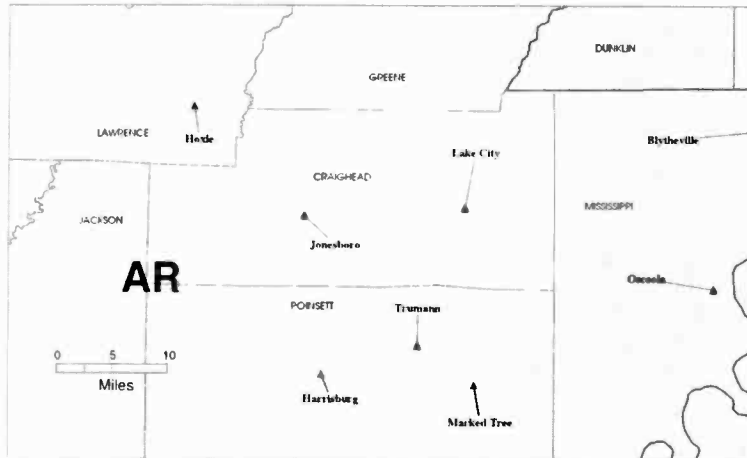 DUNKLIN
GREENE
LAWRENCE
Hoxie
Blytheville
Lake City
CRAIGHEAD
JACKSON
MISSISSIPPI
Jonesboro
AR
Osceola
POINSETT
Trumann
0 5 10
Miles
Harrisburg
Marked Tree